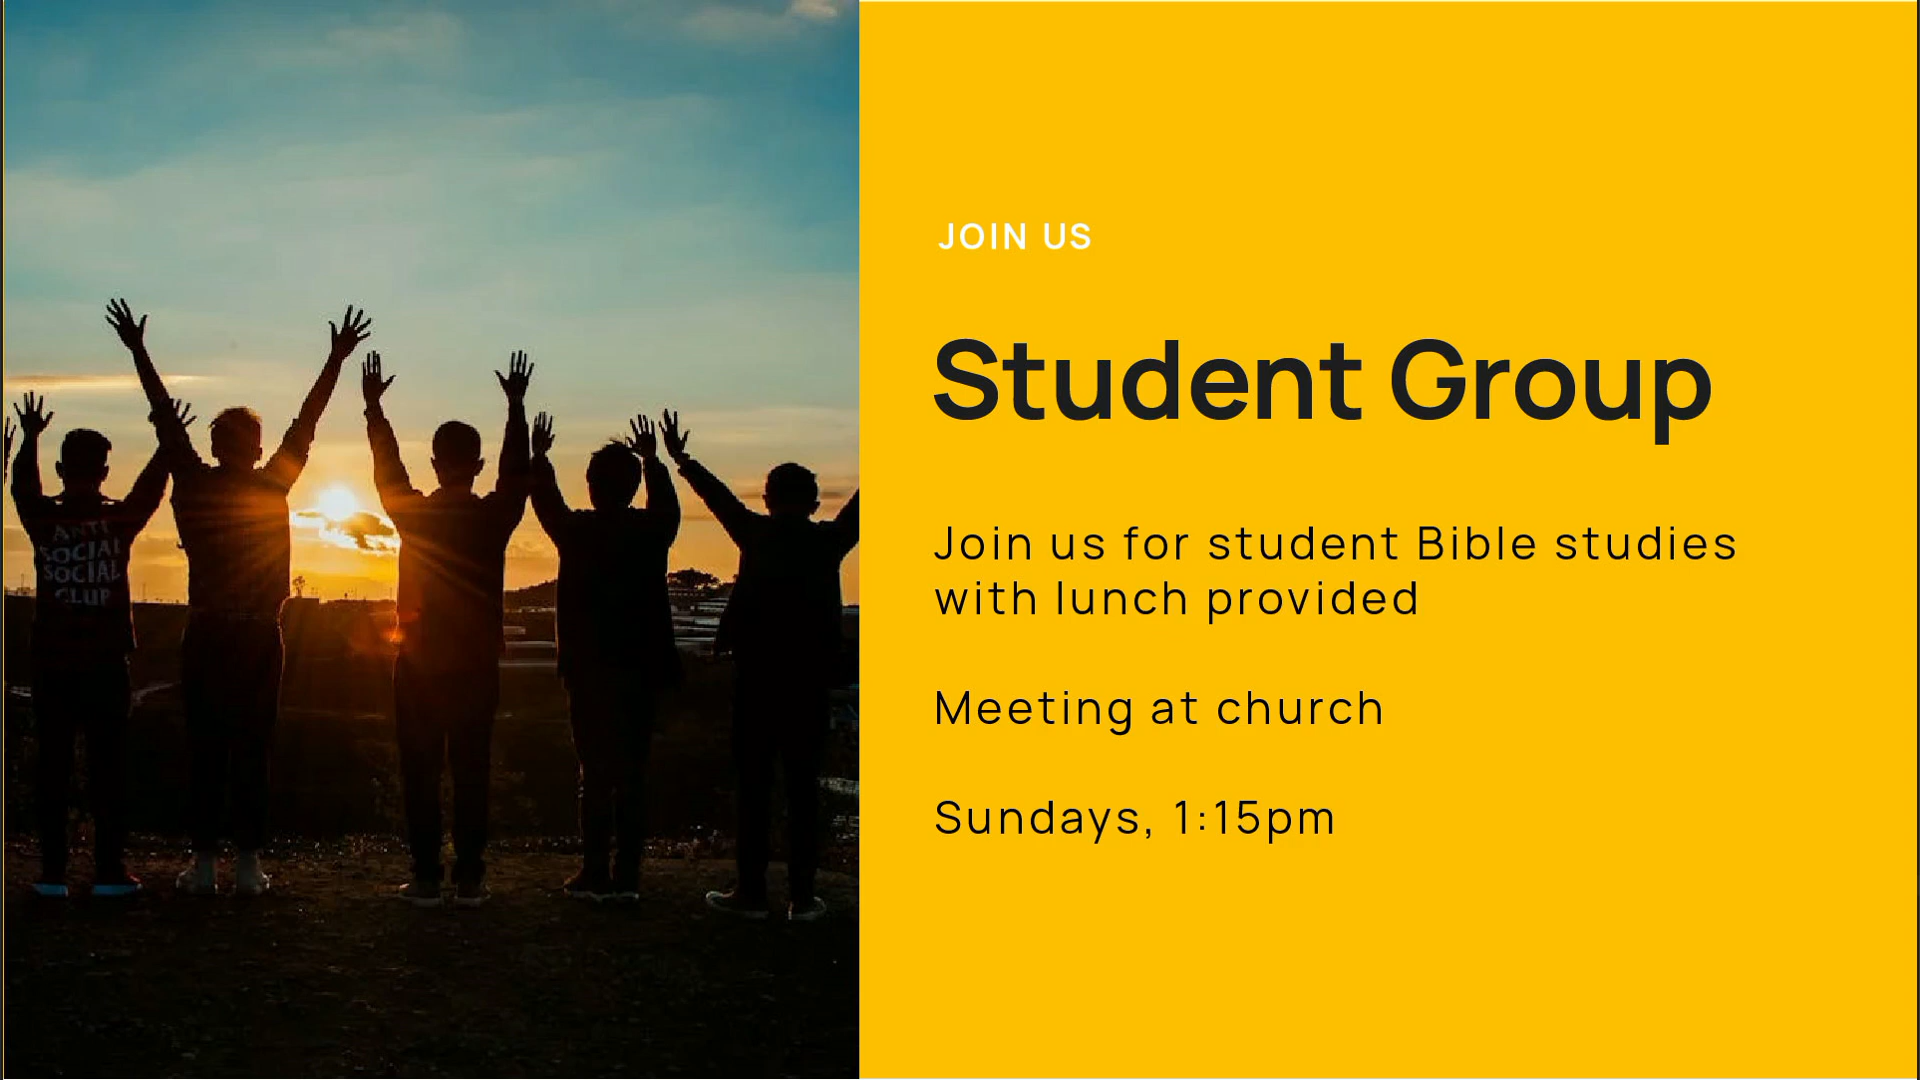 ANTI
SOCIAL
SOCIAL
CLUB
JOIN US
Student Group
Join us for student Bible studies
with lunch provided
Meeting at church
Sundays, 1:15pm